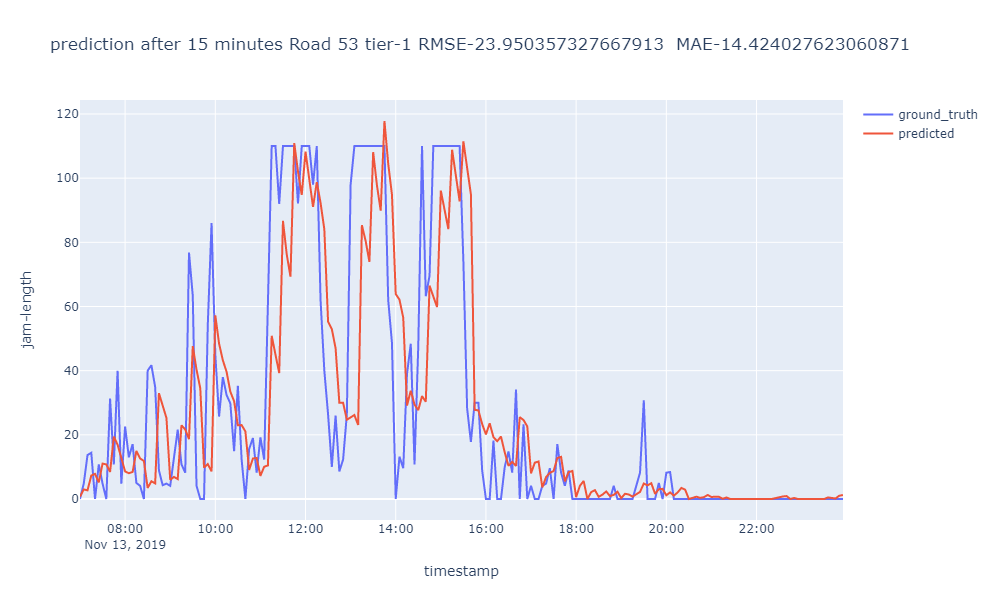 prediction after 15 minutes Road 53 tier-1 RMSE-23.950357327667913  MAE-14.424027623060871
ground_truth
predicted
120
100
80
60
40
20
0
jam-length
08:00 10:00 12:00 14:00 16:00 18:00 20:00 22:00
Nov 13, 2019
timestamp